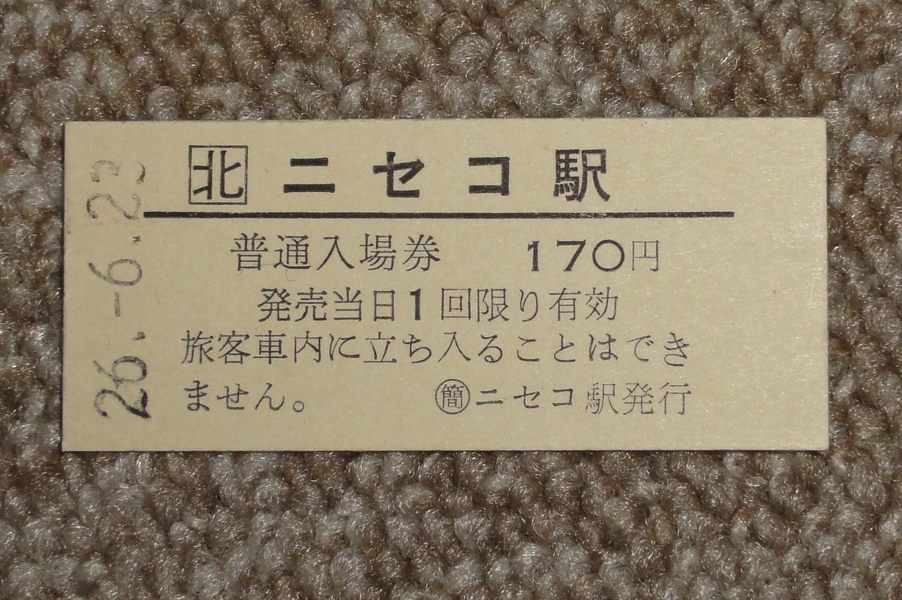 北 ニセコ駅
普通入場券 170円
発売当日1回限り有効
旅客車内に立ち入ることはでき
ません。 ㊞簡ニセコ駅発行
26.-6.23